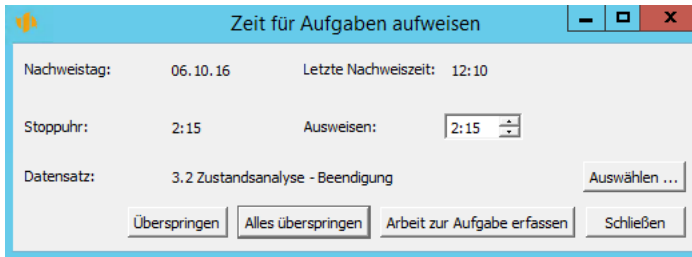 Zeit für Aufgaben aufweisen
Nachweistag: 06.10.16 Letzte Nachweiszeit: 12:10
Stoppuhr: 2:15 Ausweisen: 2:15
Datensatz: 3.2 Zustandsanalyse - Beendigung Auswählen ...
Überspringen Alles überspringen Arbeit zur Aufgabe erfassen Schließen